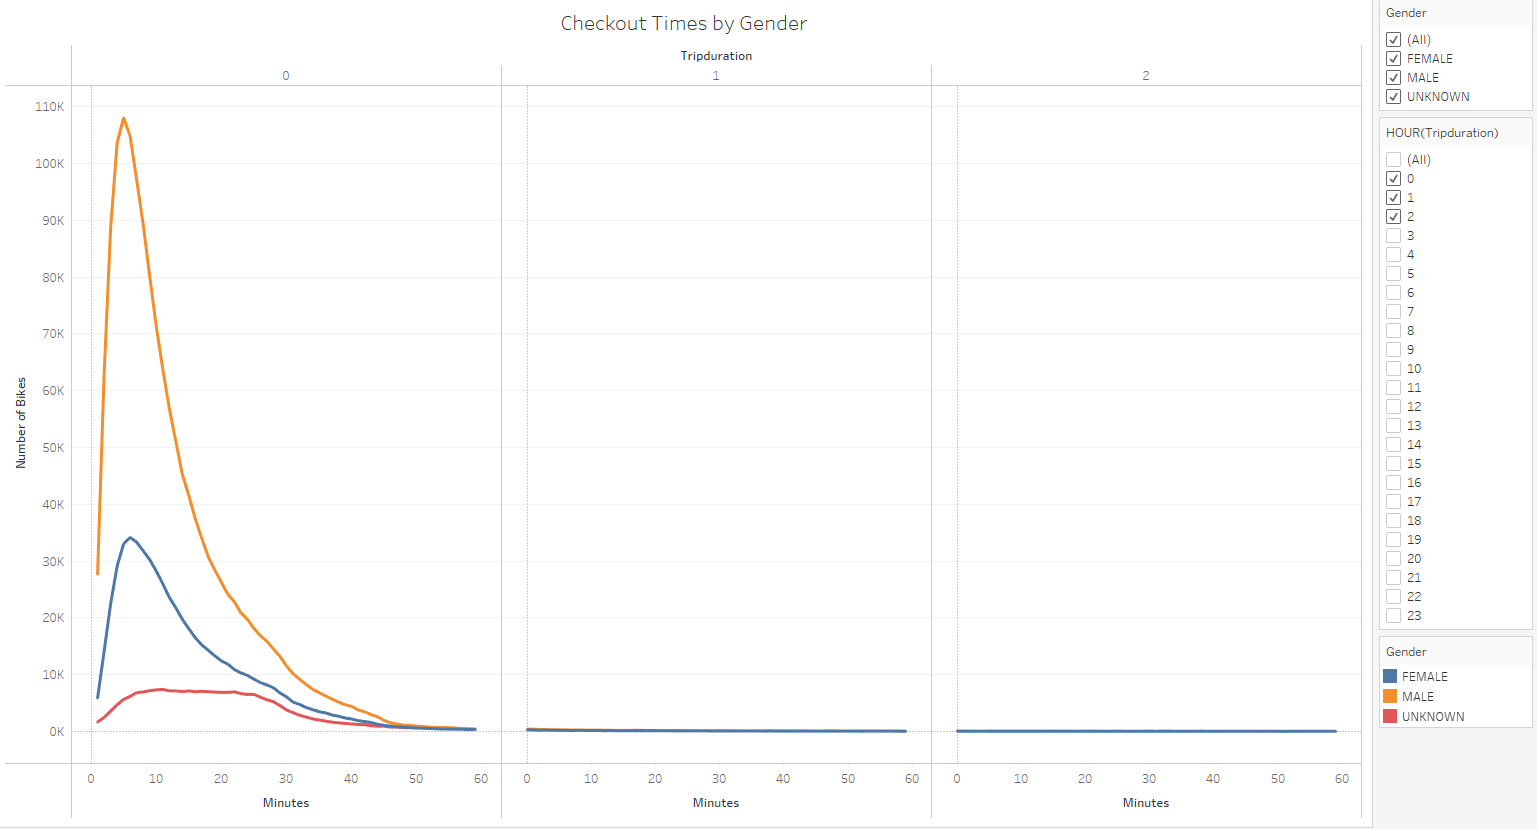 Checkout Times by Gender
Tripduration
0 1 2
110K
100K
90K
80K
70K
60K
50K
40K
30K
20K
10K
0K
Number of Bikes
0 10 20 30 40 50 60 0 10 20 30 40 50 60 0 10 20 30 40 50 60
Minutes Minutes Minutes
Gender
(All)
FEMALE
MALE
UNKNOWN
HOUR(Tripduration)
(All)
0
1
2
3
4
5
6
7
8
9
10
11
12
13
14
15
16
17
18
19
20
21
22
23
Gender
FEMALE
MALE
UNKNOWN